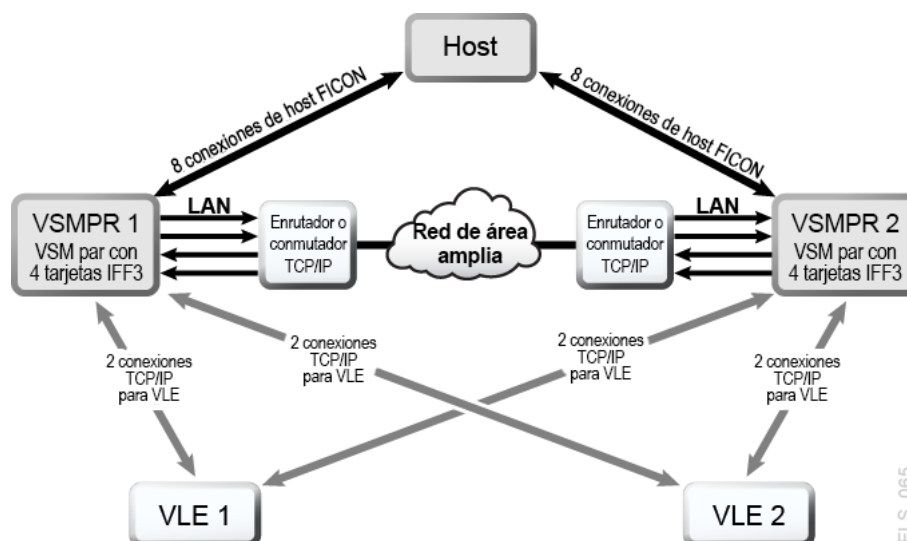 Host
8 conexiones de host FICON
8 conexiones de host FICON
VSMPR 1
VSM par con
4 tarjetas IFF3
LAN
Enrutador o
conmutador
TCP/IP
Red de área
amplia
Enrutador o
conmutador
TCP/IP
LAN
VSMPR 2
VSM par con
4 tarjetas IFF3
2 conexiones
TCP/IP
para VLE
2 conexiones
TCP/IP
para VLE
2 conexiones
TCP/IP
para VLE
2 conexiones
TCP/IP
para VLE
VLE 1
VLE 2